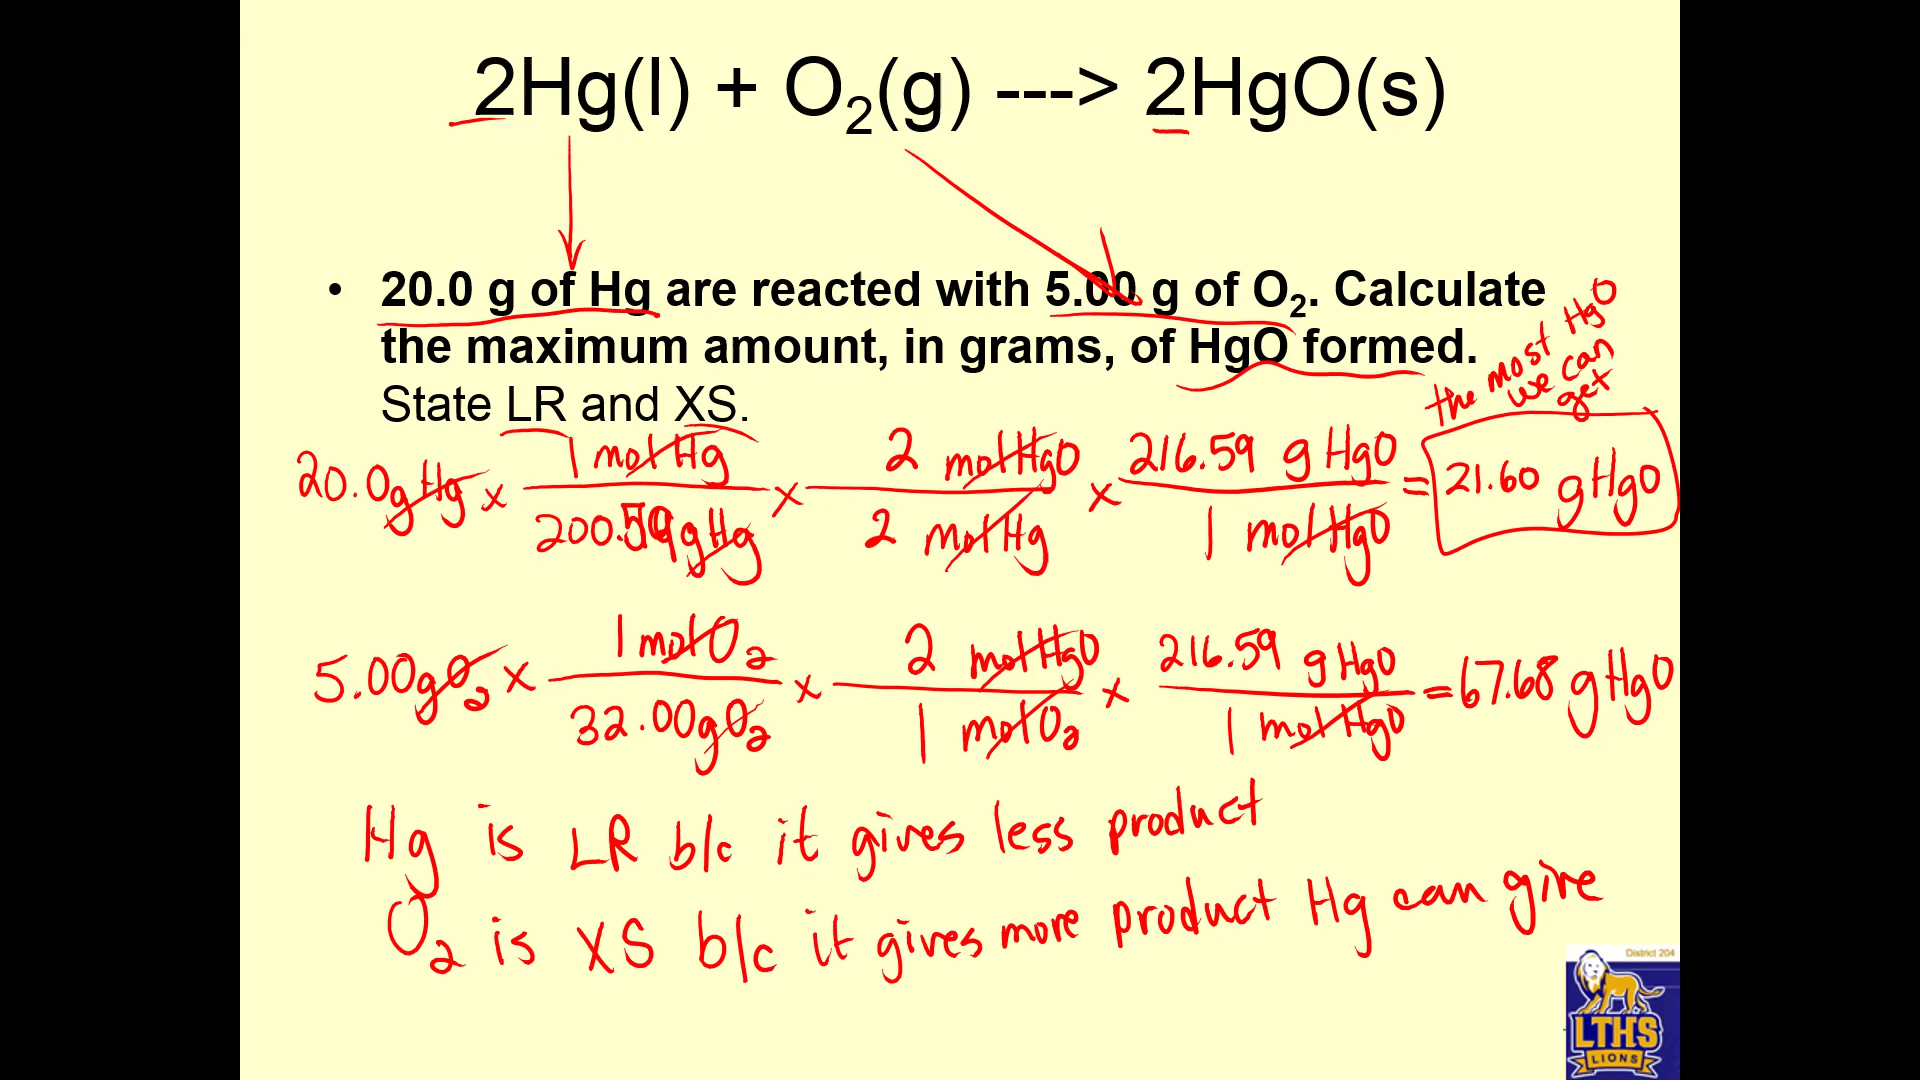 2Hg(l) + O₂(g) ---> 2HgO(s)
• 20.0 g of Hg are reacted with 5.00 g of O₂. Calculate
the maximum amount, in grams, of HgO formed.
State LR and XS.
the most HgO
we can
get
20.0g Hg x 1 mol Hg / 200.59 g Hg x 2 mol HgO / 2 mol Hg x 216.59 g HgO / 1 mol HgO = 21.60 g HgO
5.00g O₂ x 1 mol O₂ / 32.00g O₂ x 2 mol HgO / 1 mol O₂ x 216.59 g HgO / 1 mol HgO = 67.68 g HgO
Hg is LR b/c it gives less product
O₂ is XS b/c it gives more product Hg can give
District 204
LTHS
LIONS